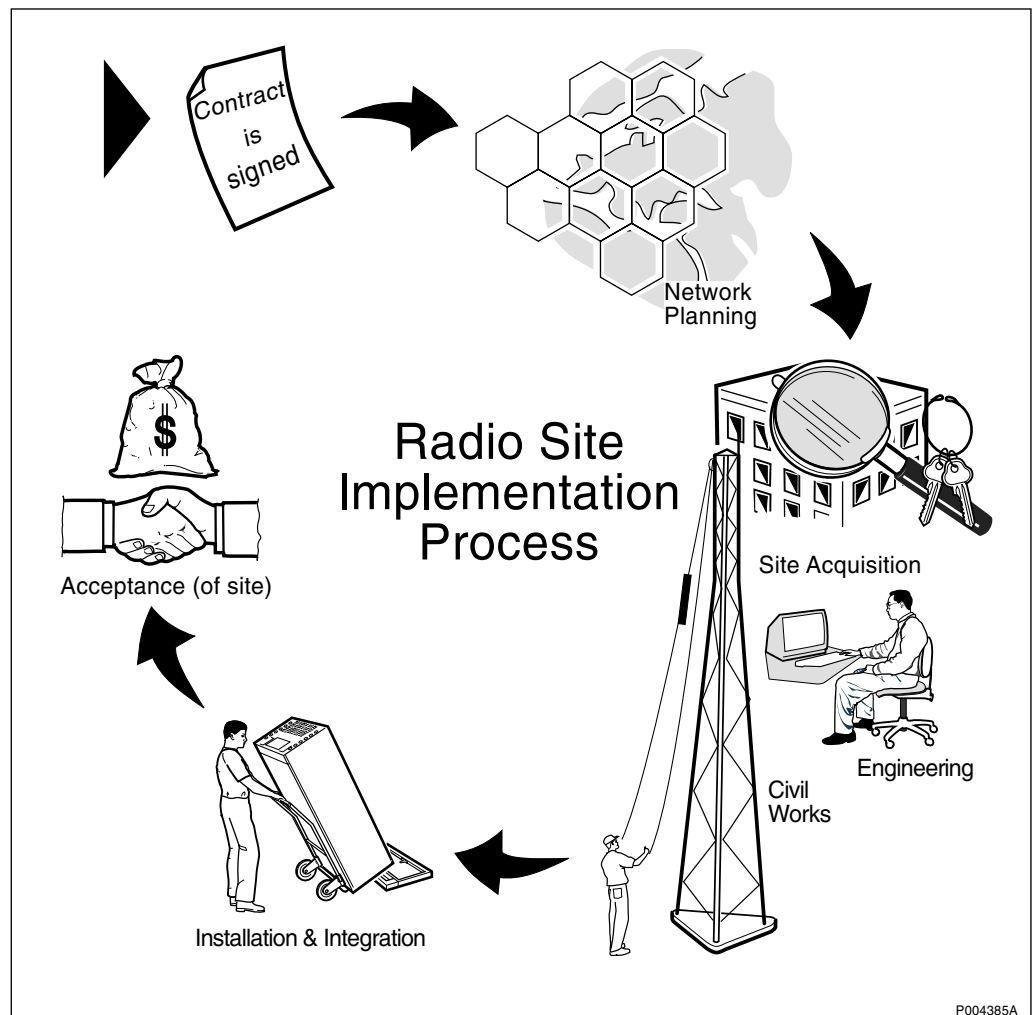 Contract
is
signed
Network
Planning
$
Radio Site
Implementation
Process
Site Acquisition
Acceptance (of site)
Engineering
Civil
Works
Installation & Integration
P004385A